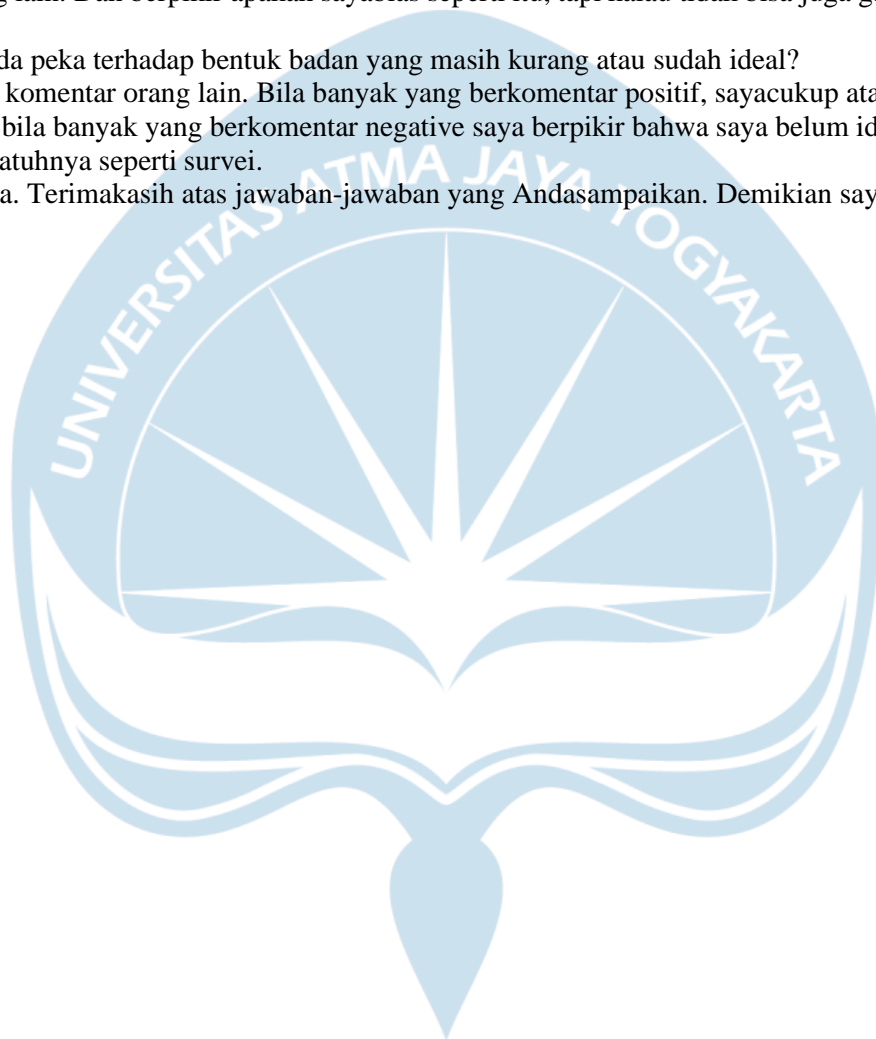 da peka terhadap bentuk badan yang masih kurang atau sudah ideal?
komentar orang lain. Bila banyak yang berkomentar positif, sayacukup ata
bila banyak yang berkomentar negative saya berpikir bahwa saya belum id
atuhnya seperti survei.
a. Terimakasih atas jawaban-jawaban yang Andasampaikan. Demikian say
UNIVERSITAS ATMA JAYA YOGYAKARTA